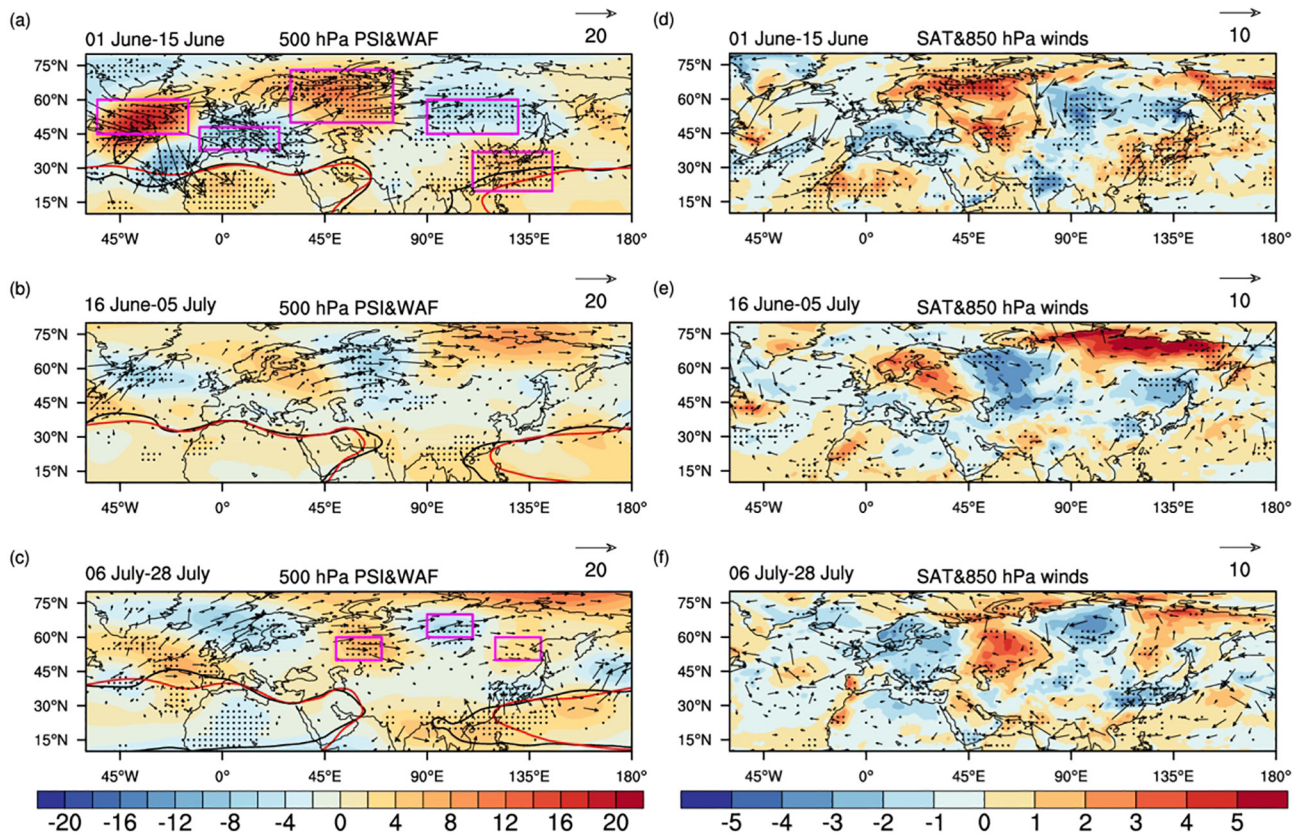 (a)
01 June-15 June 500 hPa PSI&WAF 20
75°N
60°N
45°N
30°N
15°N
45°W 0° 45°E 90°E 135°E 180°
(d)
01 June-15 June SAT&850 hPa winds 10
75°N
60°N
45°N
30°N
15°N
45°W 0° 45°E 90°E 135°E 180°
(b)
16 June-05 July 500 hPa PSI&WAF 20
75°N
60°N
45°N
30°N
15°N
45°W 0° 45°E 90°E 135°E 180°
(e)
16 June-05 July SAT&850 hPa winds 10
75°N
60°N
45°N
30°N
15°N
45°W 0° 45°E 90°E 135°E 180°
(c)
06 July-28 July 500 hPa PSI&WAF 20
75°N
60°N
45°N
30°N
15°N
45°W 0° 45°E 90°E 135°E 180°
-20 -16 -12 -8 -4 0 4 8 12 16 20
(f)
06 July-28 July SAT&850 hPa winds 10
75°N
60°N
45°N
30°N
15°N
45°W 0° 45°E 90°E 135°E 180°
-5 -4 -3 -2 -1 0 1 2 3 4 5